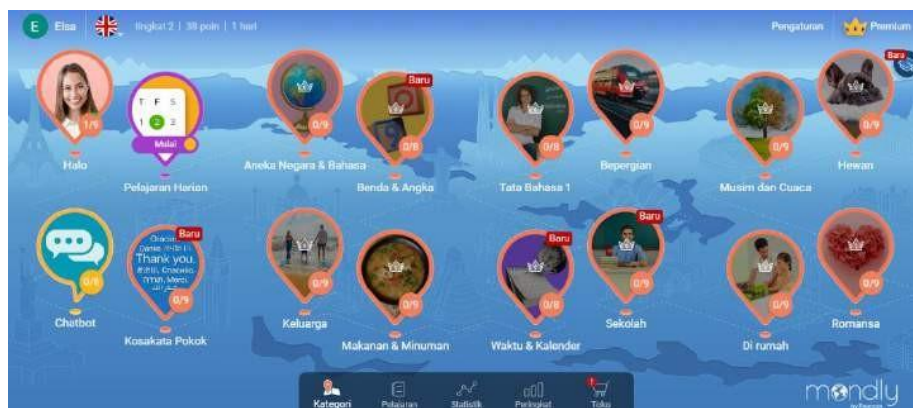 E Elsa tingkat 2 | 38 poin | 1 hari Pengaturan Premium
1/9
Halo
T F S
1 2 3
Mulai
Pelajaran Harian
0/9
Aneka Negara & Bahasa
Baru
0/8
Benda & Angka
0/8
Tata Bahasa 1
0/9
Bepergian
0/9
Musim dan Cuaca
Baru
0/9
Hewan
0/8
Chatbot
Baru
Thank you.
Merci
0/9
Kosakata Pokok
0/9
Keluarga
0/9
Makanan & Minuman
Baru
0/8
Waktu & Kalender
Baru
0/9
Sekolah
0/9
Di rumah
0/9
Romansa
Kategori Pelajaran Statistik Peringkat 1 Toko
mondly